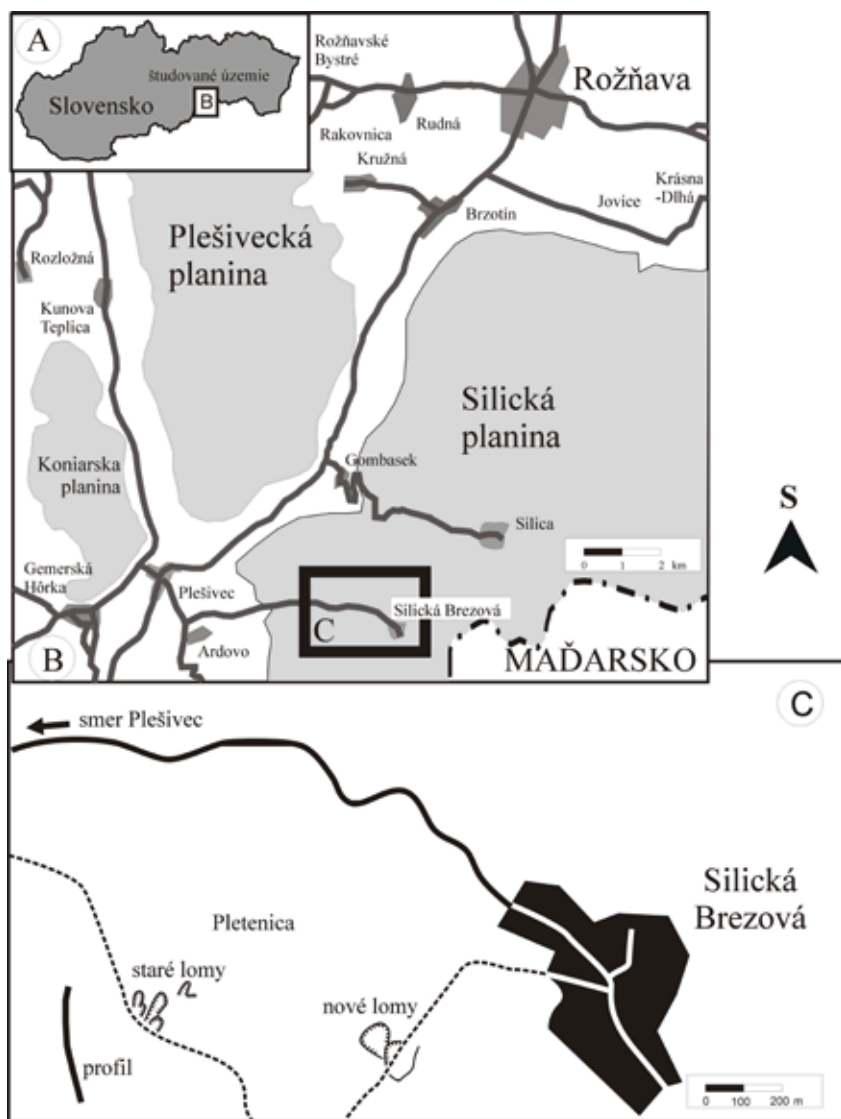 A
študované územie
Slovensko
B
Rožňavské
Bystré
Rožňava
Rudná
Rakovnica
Kružná
Krásna
-Dlhá
Jovice
Brzotín
Plešivecká
planina
Rozložná
Kunova
Teplica
Silická
planina
Koniarska
planina
Gombasek
Silica
S
0 1 2 km
Gemerská
Hôrka
Plešivec
Silická Brezová
C
Ardovo
B
MAĎARSKO
C
smer Plešivec
Silická
Brezová
Pletenica
staré lomy
nové lomy
profil
0 100 200 m